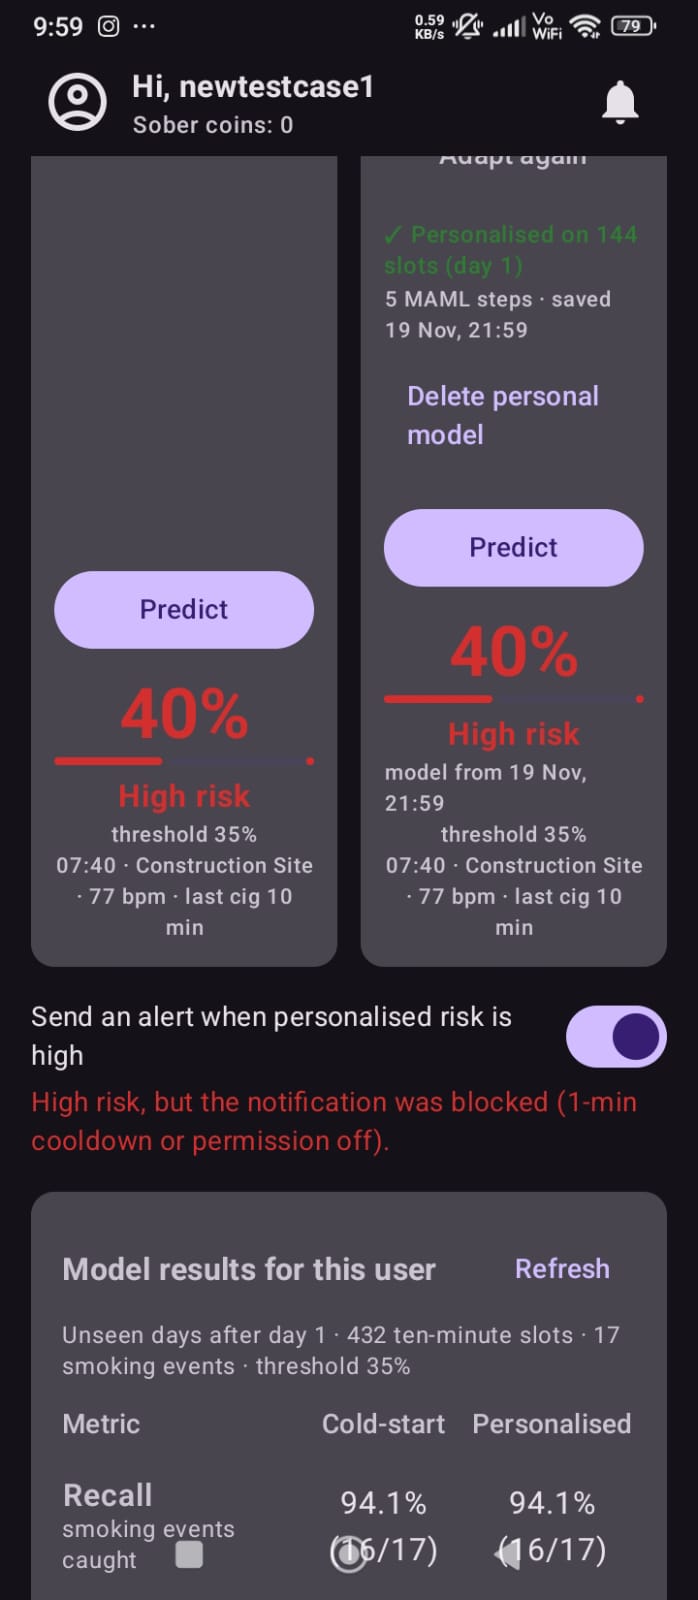 9:59
0.59 KB/s
Vo WiFi
79
Hi, newtestcase1
Sober coins: 0
Adapt again
✓ Personalised on 144
slots (day 1)
5 MAML steps · saved
19 Nov, 21:59
Delete personal
model
Predict
40%
High risk
model from 19 Nov,
21:59
threshold 35%
07:40 · Construction Site
· 77 bpm · last cig 10
min
Predict
40%
High risk
threshold 35%
07:40 · Construction Site
· 77 bpm · last cig 10
min
Send an alert when personalised risk is
high
High risk, but the notification was blocked (1-min
cooldown or permission off).
Model results for this user
Refresh
Unseen days after day 1 · 432 ten-minute slots · 17
smoking events · threshold 35%
Metric Cold-start Personalised
Recall 94.1% 94.1%
smoking events
caught (16/17) (16/17)